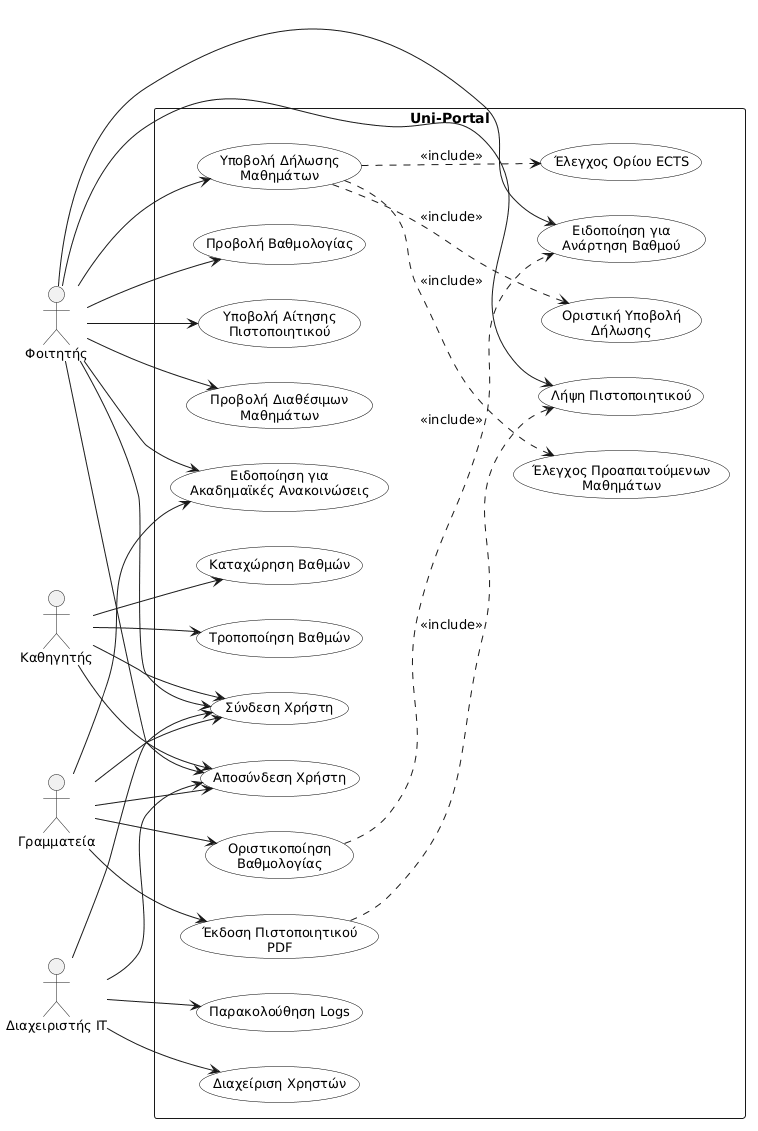 Uni-Portal
Υποβολή Δήλωσης
Μαθημάτων
«include»
Έλεγχος Ορίου ECTS
Προβολή Βαθμολογίας
«include»
Ειδοποίηση για
Ανάρτηση Βαθμού
«include»
Υποβολή Αίτησης
Πιστοποιητικού
Οριστική Υποβολή
Δήλωσης
Φοιτητής
Προβολή Διαθέσιμων
Μαθημάτων
Λήψη Πιστοποιητικού
«include»
Ειδοποίηση για
Ακαδημαϊκές Ανακοινώσεις
Έλεγχος Προαπαιτούμενων
Μαθημάτων
Καταχώρηση Βαθμών
«include»
Τροποποίηση Βαθμών
Καθηγητής
Σύνδεση Χρήστη
Αποσύνδεση Χρήστη
Γραμματεία
Οριστικοποίηση
Βαθμολογίας
Έκδοση Πιστοποιητικού
PDF
Παρακολούθηση Logs
Διαχειριστής IT
Διαχείριση Χρηστών